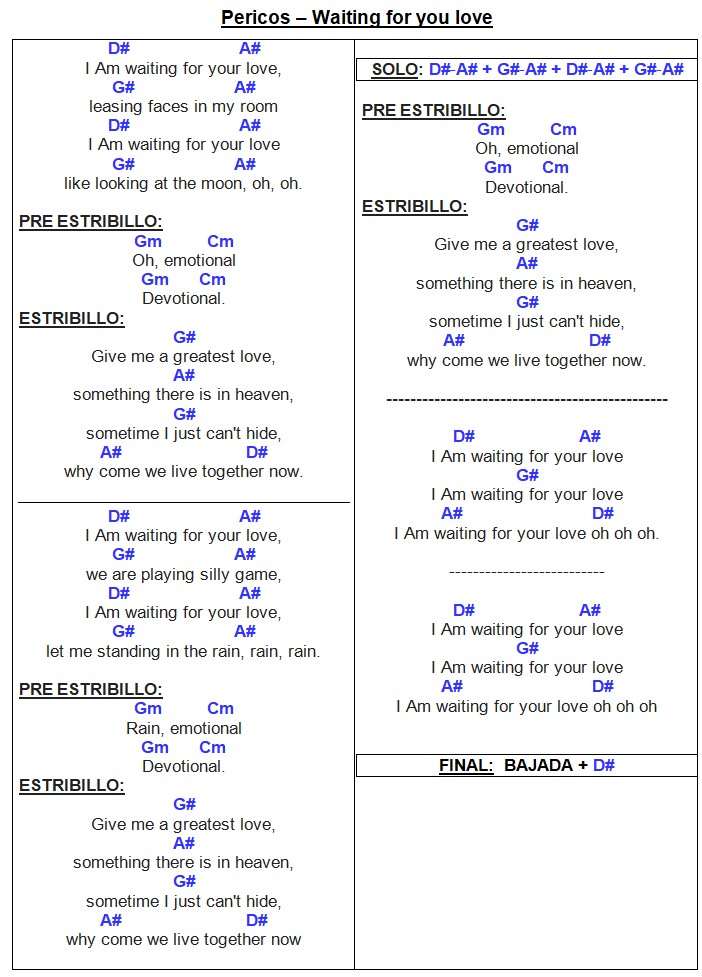 Pericos – Waiting for you love
D# A#
I Am waiting for your love,
G# A#
leasing faces in my room
D# A#
I Am waiting for your love
G# A#
like looking at the moon, oh, oh.
PRE ESTRIBILLO:
Gm Cm
Oh, emotional
Gm Cm
Devotional.
ESTRIBILLO:
G#
Give me a greatest love,
A#
something there is in heaven,
G#
sometime I just can't hide,
A# D#
why come we live together now.
D# A#
I Am waiting for your love,
G# A#
we are playing silly game,
D# A#
I Am waiting for your love,
G# A#
let me standing in the rain, rain, rain.
PRE ESTRIBILLO:
Gm Cm
Rain, emotional
Gm Cm
Devotional.
ESTRIBILLO:
G#
Give me a greatest love,
A#
something there is in heaven,
G#
sometime I just can't hide,
A# D#
why come we live together now
SOLO: D#-A# + G#-A# + D#-A# + G#-A#
PRE ESTRIBILLO:
Gm Cm
Oh, emotional
Gm Cm
Devotional.
ESTRIBILLO:
G#
Give me a greatest love,
A#
something there is in heaven,
G#
sometime I just can't hide,
A# D#
why come we live together now.
-----------------------------------------------
D# A#
I Am waiting for your love
G#
I Am waiting for your love
A# D#
I Am waiting for your love oh oh oh.
--------------------------
D# A#
I Am waiting for your love
G#
I Am waiting for your love
A# D#
I Am waiting for your love oh oh oh
FINAL: BAJADA + D#